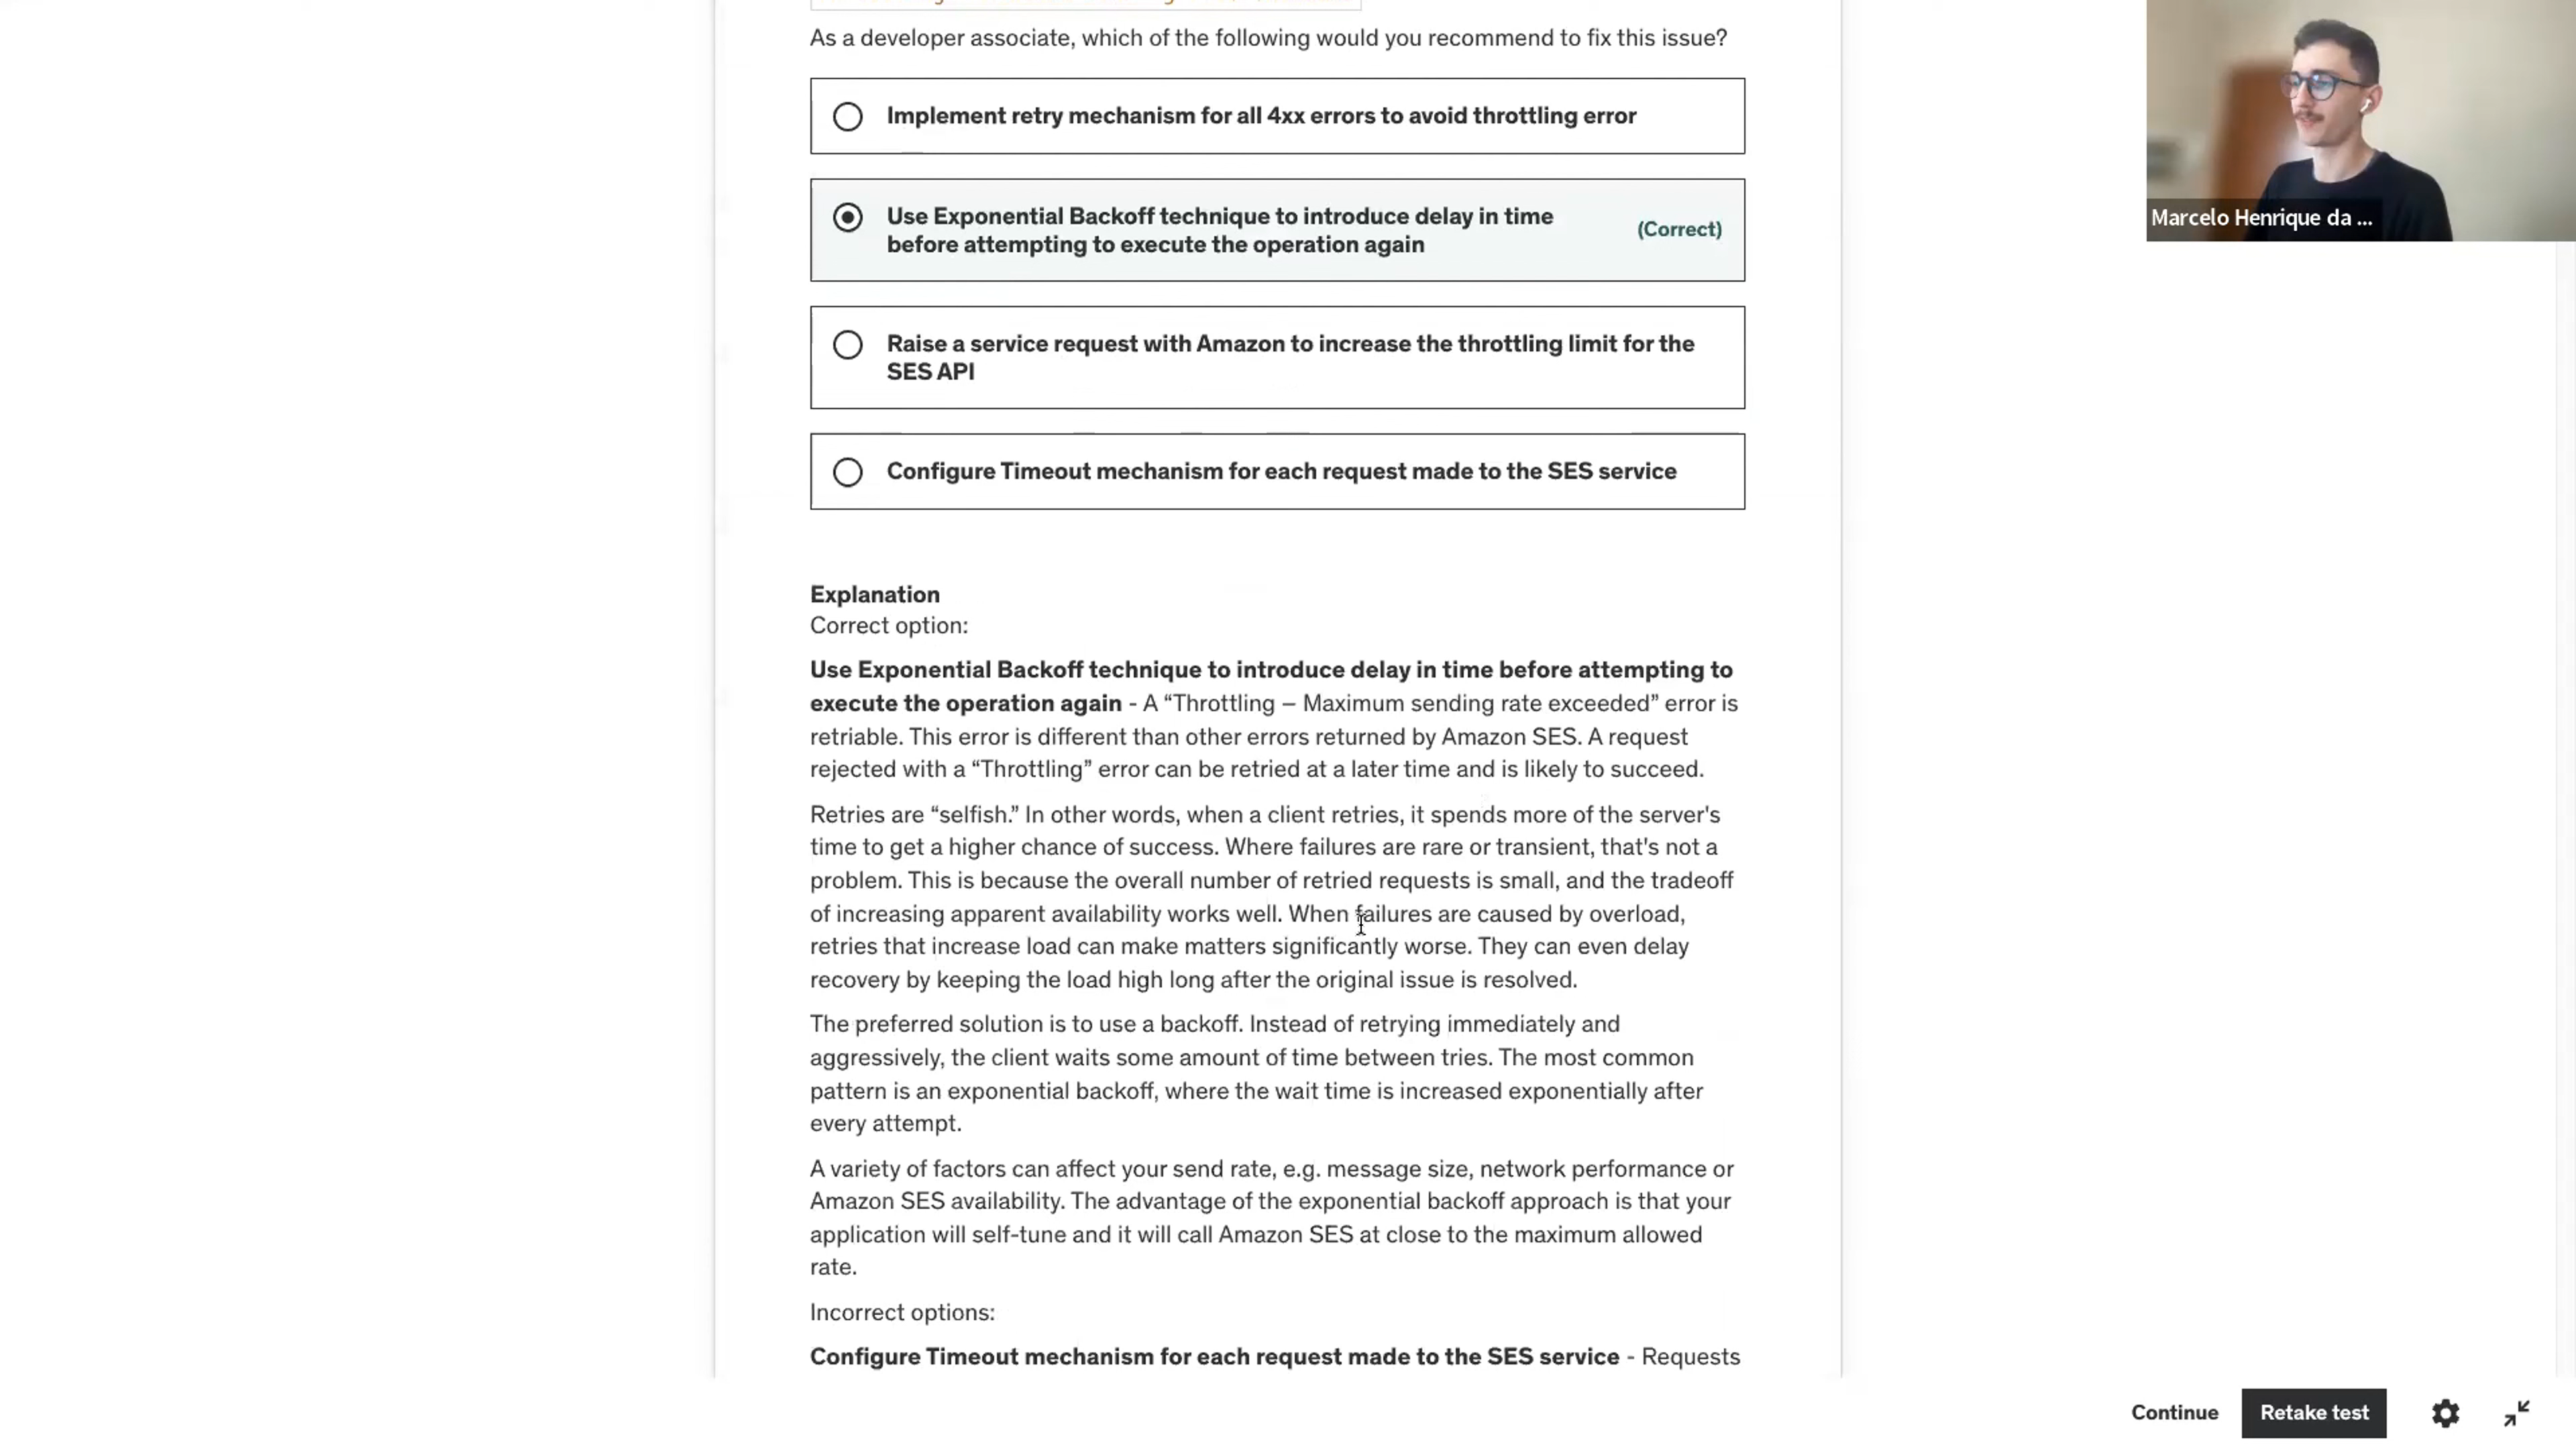 As a developer associate, which of the following would you recommend to fix this issue?
Implement retry mechanism for all 4xx errors to avoid throttling error
Use Exponential Backoff technique to introduce delay in time
before attempting to execute the operation again
(Correct)
Raise a service request with Amazon to increase the throttling limit for the
SES API
Configure Timeout mechanism for each request made to the SES service
Explanation
Correct option:
Use Exponential Backoff technique to introduce delay in time before attempting to
execute the operation again - A “Throttling – Maximum sending rate exceeded” error is
retriable. This error is different than other errors returned by Amazon SES. A request
rejected with a “Throttling” error can be retried at a later time and is likely to succeed.
Retries are “selfish.” In other words, when a client retries, it spends more of the server's
time to get a higher chance of success. Where failures are rare or transient, that's not a
problem. This is because the overall number of retried requests is small, and the tradeoff
of increasing apparent availability works well. When failures are caused by overload,
retries that increase load can make matters significantly worse. They can even delay
recovery by keeping the load high long after the original issue is resolved.
The preferred solution is to use a backoff. Instead of retrying immediately and
aggressively, the client waits some amount of time between tries. The most common
pattern is an exponential backoff, where the wait time is increased exponentially after
every attempt.
A variety of factors can affect your send rate, e.g. message size, network performance or
Amazon SES availability. The advantage of the exponential backoff approach is that your
application will self-tune and it will call Amazon SES at close to the maximum allowed
rate.
Incorrect options:
Configure Timeout mechanism for each request made to the SES service - Requests
Marcelo Henrique da ...
Continue
Retake test